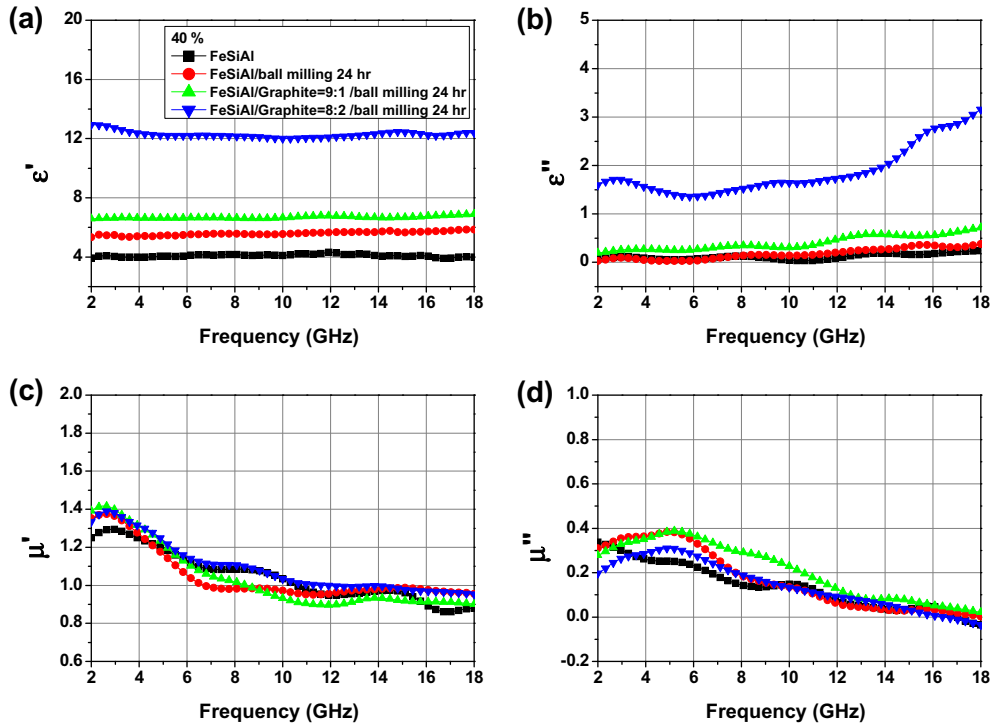 (a)
20
16
12
8
4
ε'
2 4 6 8 10 12 14 16 18
Frequency (GHz)
40 %
FeSiAl
FeSiAl/ball milling 24 hr
FeSiAl/Graphite=9:1 /ball milling 24 hr
FeSiAl/Graphite=8:2 /ball milling 24 hr
(b)
5
4
3
2
1
0
ε''
2 4 6 8 10 12 14 16 18
Frequency (GHz)
(c)
2.0
1.8
1.6
1.4
1.2
1.0
0.8
0.6
μ'
2 4 6 8 10 12 14 16 18
Frequency (GHz)
(d)
1.0
0.8
0.6
0.4
0.2
0.0
-0.2
μ''
2 4 6 8 10 12 14 16 18
Frequency (GHz)